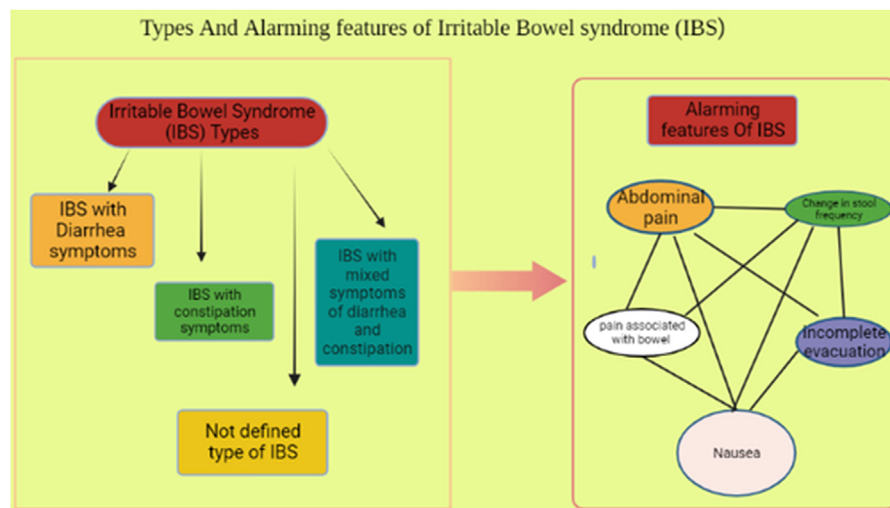 Types And Alarming features of Irritable Bowel syndrome (IBS)
Irritable Bowel Syndrome
(IBS) Types
IBS with
Diarrhea
symptoms
IBS with
constipation
symptoms
IBS with
mixed
symptoms
of diarrhea
and
constipation
Not defined
type of IBS
Alarming
features Of IBS
Abdominal
pain
Change in stool
frequency
pain associated
with bowel
Incomplete
evacuation
Nausea